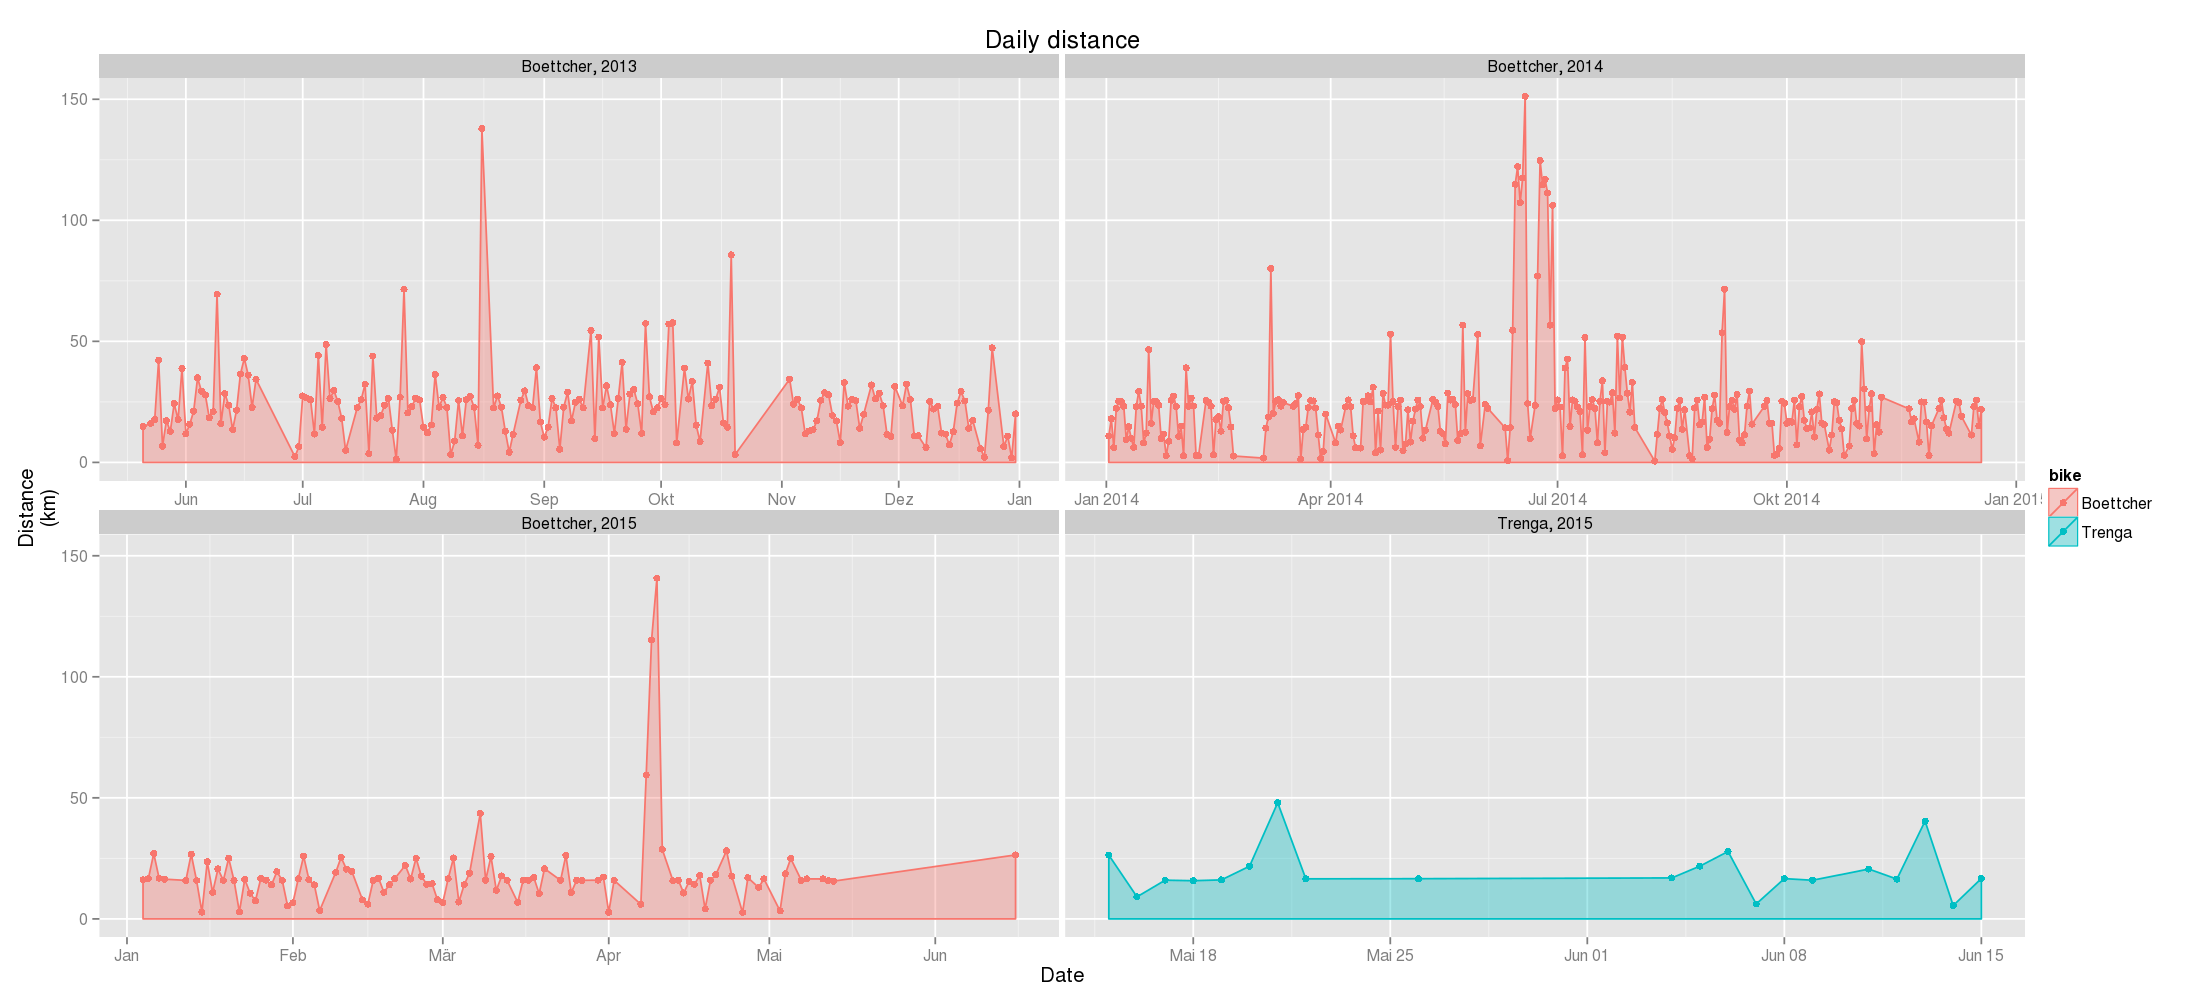 Daily distance
Boettcher, 2013
Boettcher, 2014
150
100
50
0
Jun Jul Aug Sep Okt Nov Dez Jan
Jan 2014 Apr 2014 Jul 2014 Okt 2014 Jan 201
Boettcher, 2015
Trenga, 2015
150
100
50
0
Jan Feb Mär Apr Mai Jun
Mai 18 Mai 25 Jun 01 Jun 08 Jun 15
Distance
(km)
Date
bike
Boettcher
Trenga